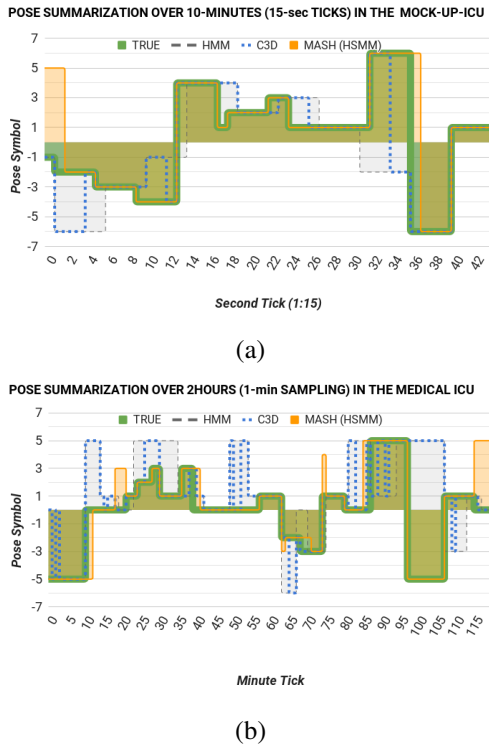 POSE SUMMARIZATION OVER 10-MINUTES (15-sec TICKS) IN THE MOCK-UP-ICU
TRUE HMM C3D MASH (HSMM)
7
5
3
1
-1
-3
-5
-7
Pose Symbol
0 2 4 6 8 10 12 14 16 18 20 22 24 26 28 30 32 34 36 38 40 42
Second Tick (1:15)
(a)
POSE SUMMARIZATION OVER 2HOURS (1-min SAMPLING) IN THE MEDICAL ICU
TRUE HMM C3D MASH (HSMM)
7
5
3
1
-1
-3
-5
-7
Pose Symbol
0 5 10 15 20 25 30 35 40 45 50 55 60 65 70 75 80 85 90 95 100 105 110 115
Minute Tick
(b)